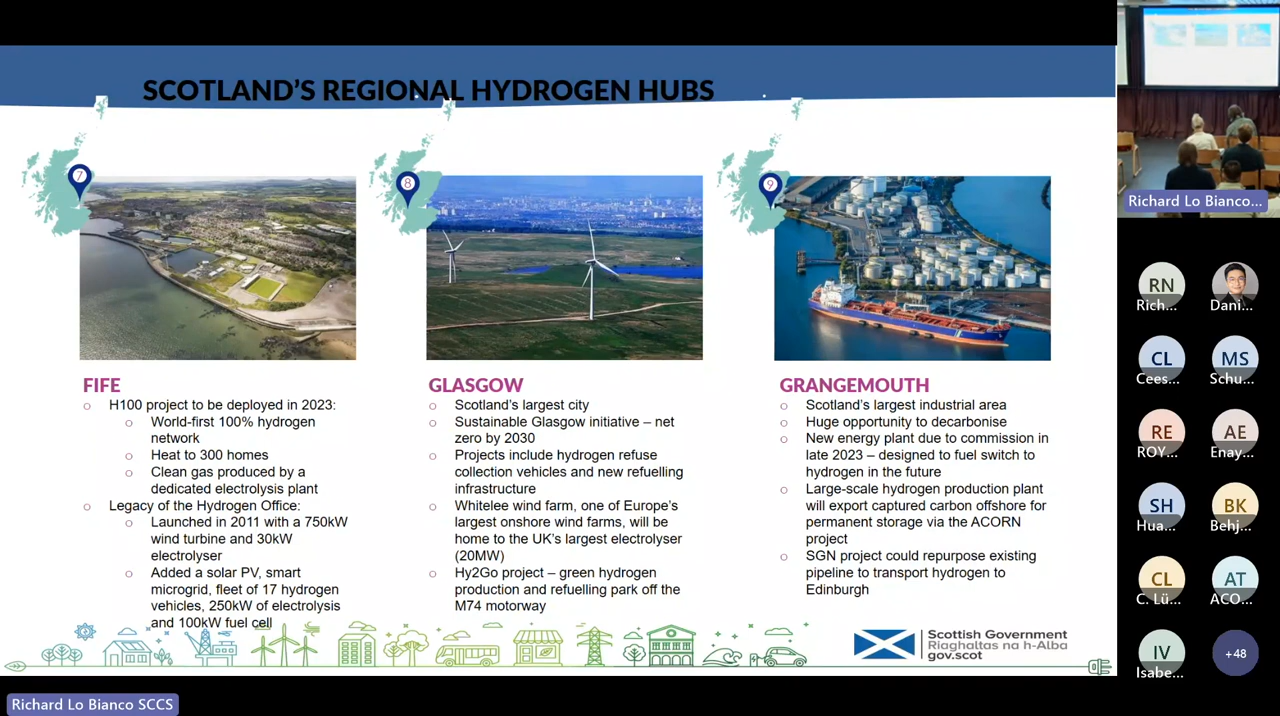 SCOTLAND'S REGIONAL HYDROGEN HUBS
7
8
9
FIFE
○ H100 project to be deployed in 2023:
○ World-first 100% hydrogen
network
○ Heat to 300 homes
○ Clean gas produced by a
dedicated electrolysis plant
○ Legacy of the Hydrogen Office:
○ Launched in 2011 with a 750kW
wind turbine and 30kW
electrolyser
○ Added a solar PV, smart
microgrid, fleet of 17 hydrogen
vehicles, 250kW of electrolysis
and 100kW fuel cell
GLASGOW
○ Scotland's largest city
○ Sustainable Glasgow initiative – net
zero by 2030
○ Projects include hydrogen refuse
collection vehicles and new refuelling
infrastructure
○ Whitelee wind farm, one of Europe's
largest onshore wind farms, will be
home to the UK's largest electrolyser
(20MW)
○ Hy2Go project – green hydrogen
production and refuelling park off the
M74 motorway
GRANGEMOUTH
○ Scotland's largest industrial area
○ Huge opportunity to decarbonise
○ New energy plant due to commission in
late 2023 – designed to fuel switch to
hydrogen in the future
○ Large-scale hydrogen production plant
will export captured carbon offshore for
permanent storage via the ACORN
project
○ SGN project could repurpose existing
pipeline to transport hydrogen to
Edinburgh
Scottish Government
Riaghaltas na h-Alba
gov.scot
Richard Lo Bianco...
RN
Rich...
Dani...
CL
Cees...
MS
Schu...
RE
ROY...
AE
Enay...
SH
Hua...
BK
Behj...
CL
C. Lü...
AT
ACO...
IV
Isabe...
+48
Richard Lo Bianco SCCS